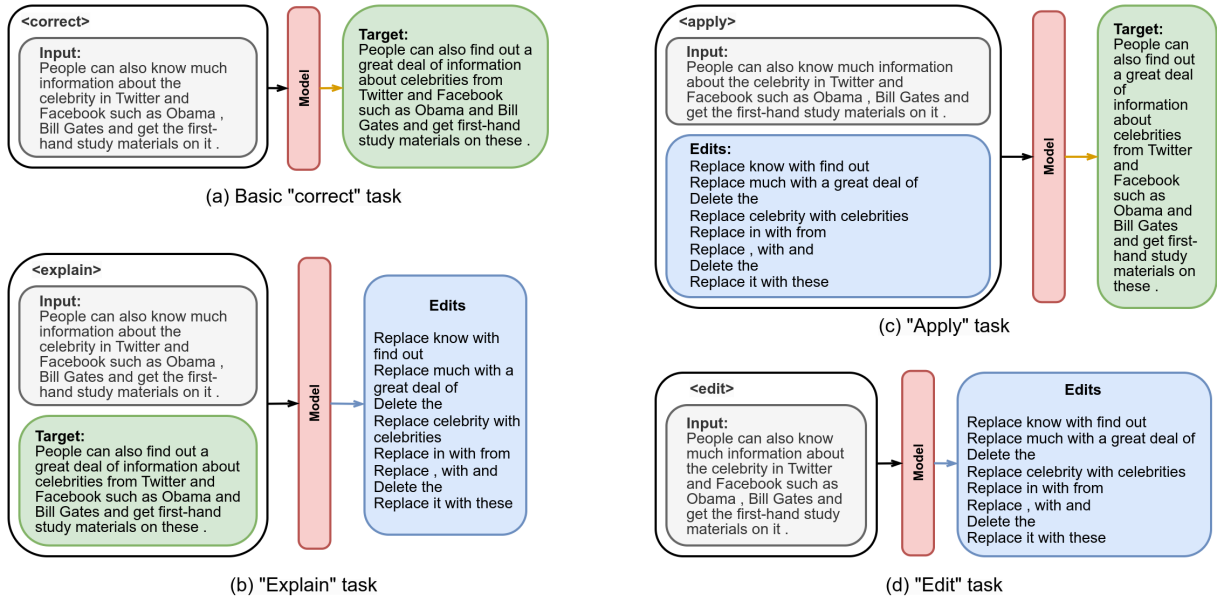 <correct>
Input:
People can also know much
information about the
celebrity in Twitter and
Facebook such as Obama ,
Bill Gates and get the first-
hand study materials on it .
Model
Target:
People can also find out a
great deal of information
about celebrities from
Twitter and Facebook
such as Obama and Bill
Gates and get first-hand
study materials on these .
(a) Basic "correct" task
<explain>
Input:
People can also know much
information about the
celebrity in Twitter and
Facebook such as Obama ,
Bill Gates and get the first-
hand study materials on it .
Target:
People can also find out a
great deal of information about
celebrities from Twitter and
Facebook such as Obama and
Bill Gates and get first-hand
study materials on these .
Model
Edits
Replace know with
find out
Replace much with a
great deal of
Delete the
Replace celebrity with
celebrities
Replace in with from
Replace , with and
Delete the
Replace it with these
(b) "Explain" task
<apply>
Input:
People can also know much information
about the celebrity in Twitter and
Facebook such as Obama , Bill Gates and
get the first-hand study materials on it .
Edits:
Replace know with find out
Replace much with a great deal of
Delete the
Replace celebrity with celebrities
Replace in with from
Replace , with and
Delete the
Replace it with these
Model
Target:
People can
also find out
a great deal
of
information
about
celebrities
from Twitter
and
Facebook
such as
Obama and
Bill Gates
and get first-
hand study
materials on
these .
(c) "Apply" task
<edit>
Input:
People can also know
much information about
the celebrity in Twitter
and Facebook such as
Obama , Bill Gates and
get the first-hand study
materials on it .
Model
Edits
Replace know with find out
Replace much with a great deal of
Delete the
Replace celebrity with celebrities
Replace in with from
Replace , with and
Delete the
Replace it with these
(d) "Edit" task